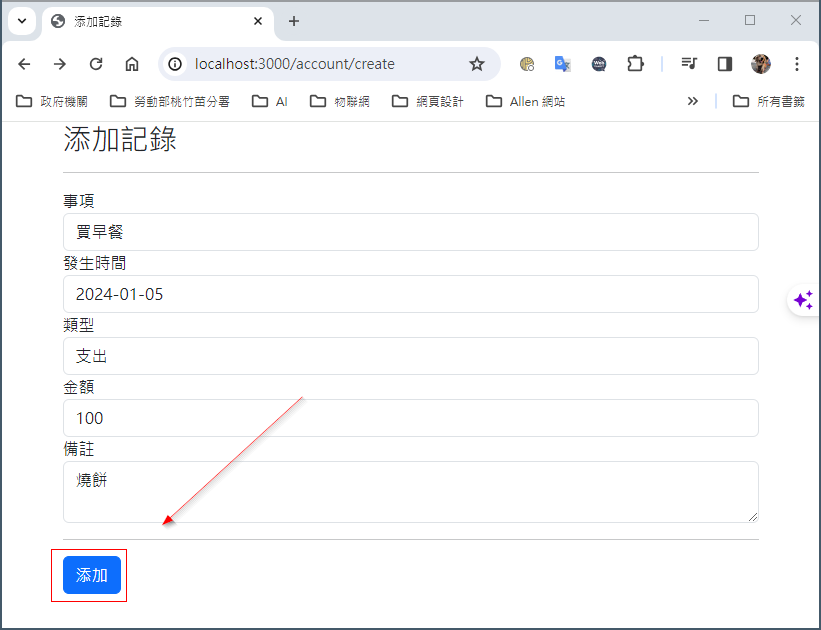 添加記錄
localhost:3000/account/create
政府機關 勞動部桃竹苗分署 AI 物聯網 網頁設計 Allen 網站 » 所有書籤
添加記錄
事項
買早餐
發生時間
2024-01-05
類型
支出
金額
100
備註
燒餅
添加